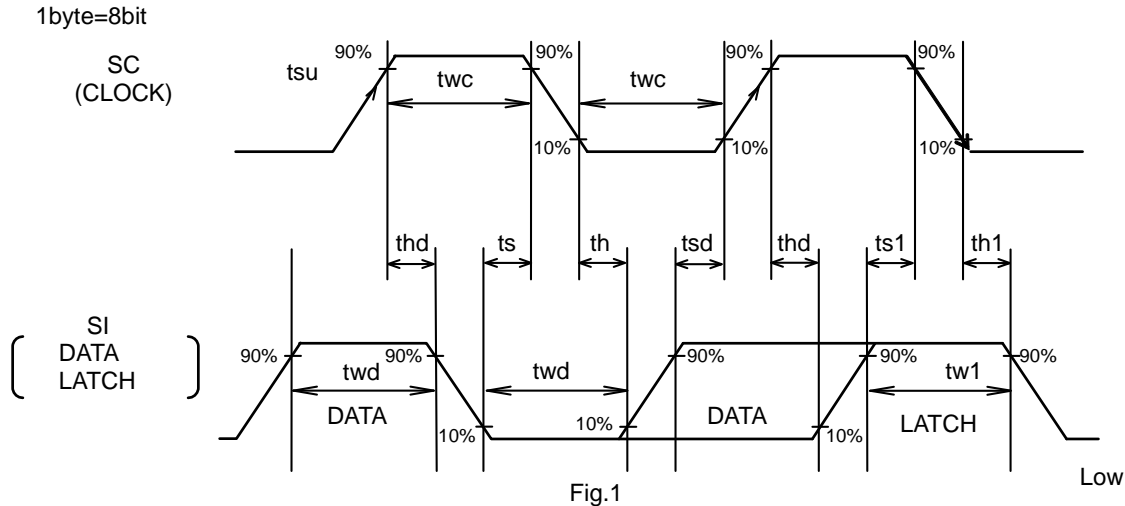 1byte=8bit
SC
(CLOCK)
tsu
90%
twc
90%
10%
twc
10%
90%
90%
10%
thd
ts
th
tsd
thd
ts1
th1
SI
DATA
LATCH
90%
twd
90%
DATA
10%
twd
10%
90%
DATA
10%
90%
tw1
90%
LATCH
Low
Fig.1